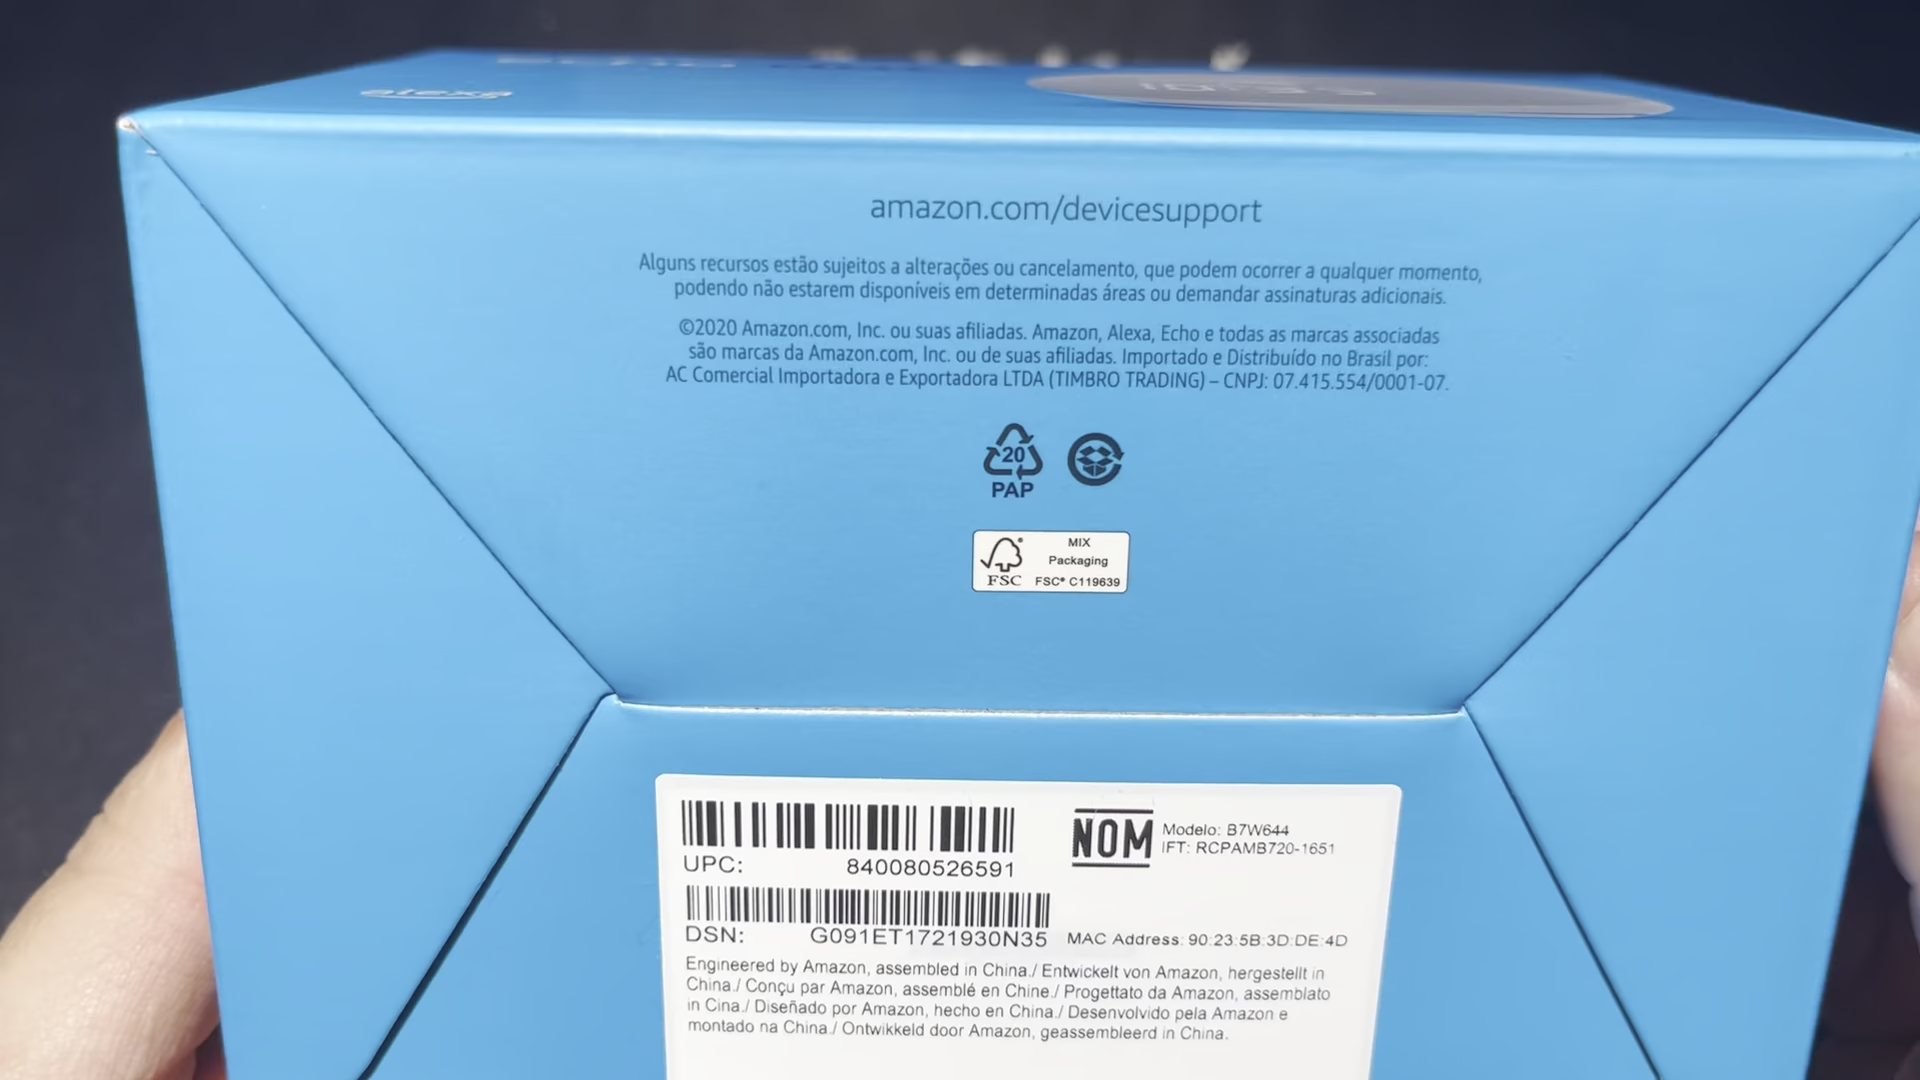 alexa
amazon.com/devicesupport
Alguns recursos estão sujeitos a alterações ou cancelamento, que podem ocorrer a qualquer momento,
podendo não estarem disponíveis em determinadas áreas ou demandar assinaturas adicionais.
©2020 Amazon.com, Inc. ou suas afiliadas. Amazon, Alexa, Echo e todas as marcas associadas
são marcas da Amazon.com, Inc. ou de suas afiliadas. Importado e Distribuído no Brasil por:
AC Comercial Importadora e Exportadora LTDA (TIMBRO TRADING) – CNPJ: 07.415.554/0001-07.
20
PAP
MIX
Packaging
FSC FSC® C119639
NOM Modelo: B7W644
IFT: RCPAMB720-1651
UPC: 840080526591
DSN: G091ET1721930N35 MAC Address: 90:23:5B:3D:DE:4D
Engineered by Amazon, assembled in China./ Entwickelt von Amazon, hergestellt in
China./ Conçu par Amazon, assemblé en Chine./ Progettato da Amazon, assemblato
in Cina./ Diseñado por Amazon, hecho en China./ Desenvolvido pela Amazon e
montado na China./ Ontwikkeld door Amazon, geassembleerd in China.